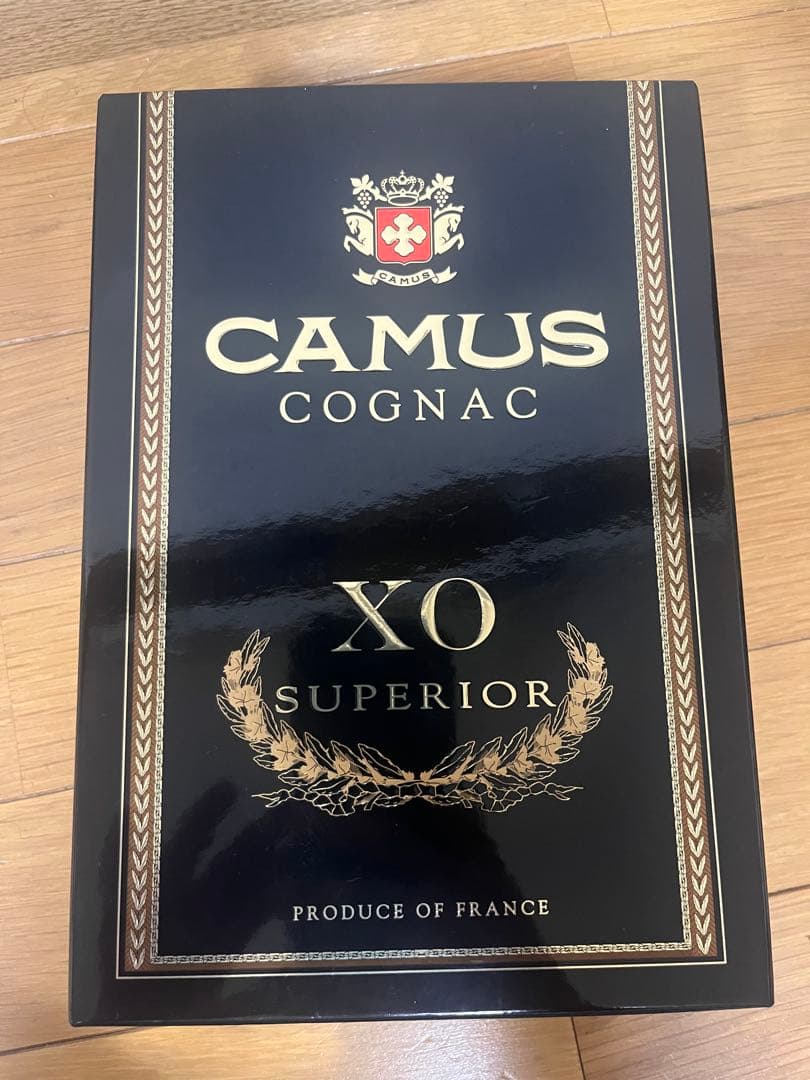 CAMUS
CAMUS
COGNAC
XO
SUPERIOR
PRODUCE OF FRANCE